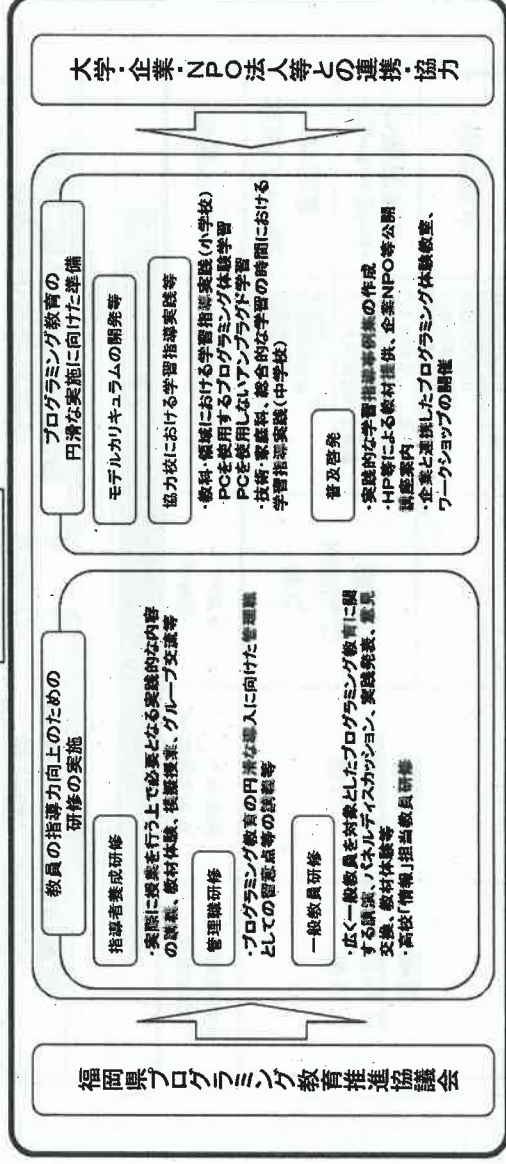 福岡県プログラミング教育推進協議会
教員の指導力向上のための
研修の実施
指導者養成研修
・実際に授業を行う上で必要となる実践的な内容
の講義、教材体験、模擬授業、グループ交流等
管理職研修
・プログラミング教育の円滑な導入に向けた管理職
としての留意点等の講義等
一般教員研修
・広く一般教員を対象としたプログラミング教育に関
する講演、パネルディスカッション、実践発表、意見
交換、教材体験等
・高校「情報」担当教員研修
プログラミング教育の
円滑な実施に向けた準備
モデルカリキュラムの開発等
協力校における学習指導実践等
・教科・領域における学習指導実践(小学校)
PCを使用するプログラミング体験学習
PCを使用しないアンプラグド学習
・技術・家庭科、総合的な学習の時間における
学習指導実践(中学校)
普及啓発
・実践的な学習指導事例集の作成
・HP等による教材提供、企業NPO等公開
講座案内
・企業と連携したプログラミング体験教室、
ワークショップの開催
大学・企業・NPO法人等との連携・協力